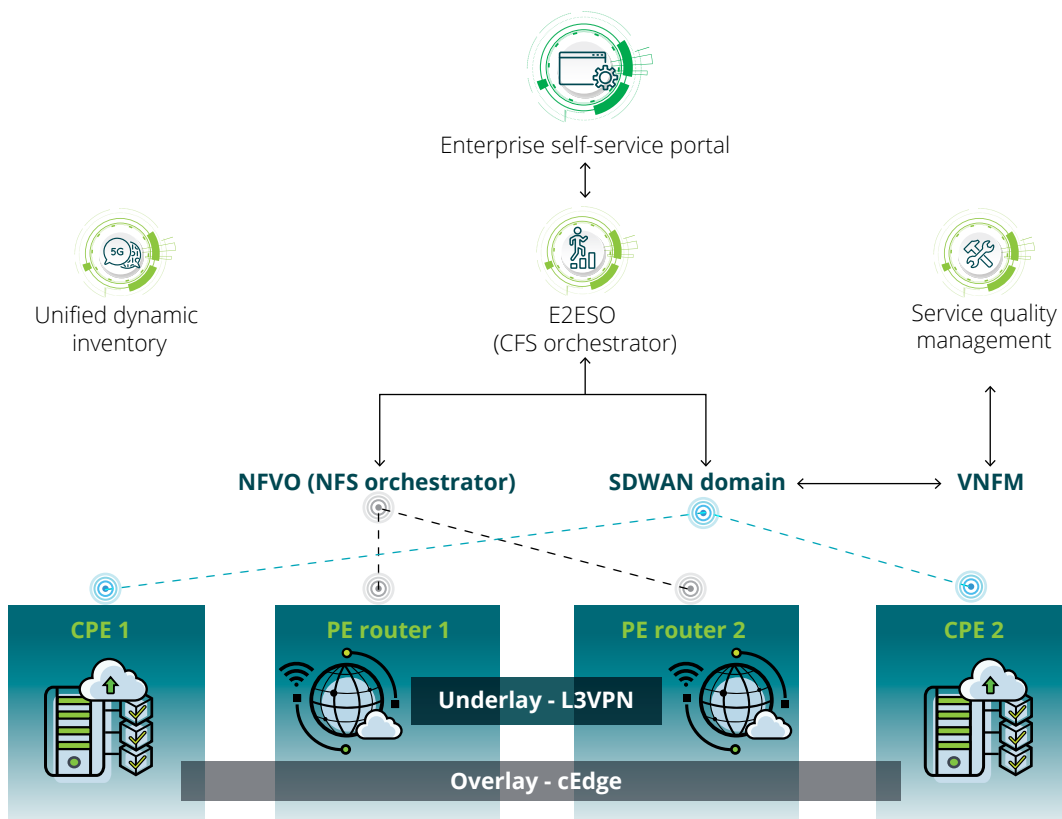 Enterprise self-service portal
5G
Unified dynamic
inventory
E2ESO
(CFS orchestrator)
Service quality
management
NFVO (NFS orchestrator)
SDWAN domain
VNFM
CPE 1
PE router 1
PE router 2
CPE 2
Underlay - L3VPN
Overlay - cEdge